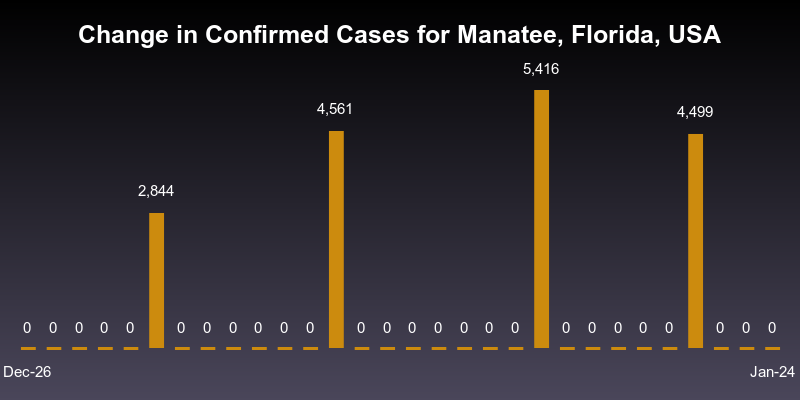 Change in Confirmed Cases for Manatee, Florida, USA
5,416
4,561
4,499
2,844
0 0 0 0 0 0 0 0 0 0 0 0 0 0 0 0 0 0 0 0 0 0 0 0 0 0
Dec-26 Jan-24